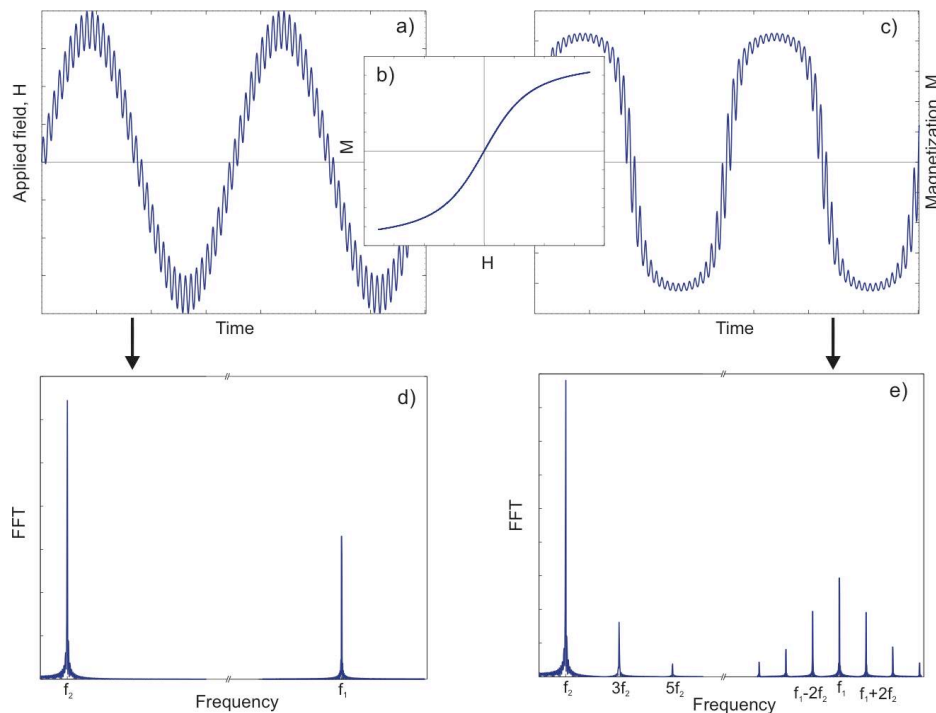 a)
Applied field, H
Time
b)
M
H
c)
Magnetization, M
Time
d)
FFT
f₂
Frequency
f₁
e)
FFT
f₂
3f₂
5f₂
Frequency
f₁-2f₂
f₁
f₁+2f₂